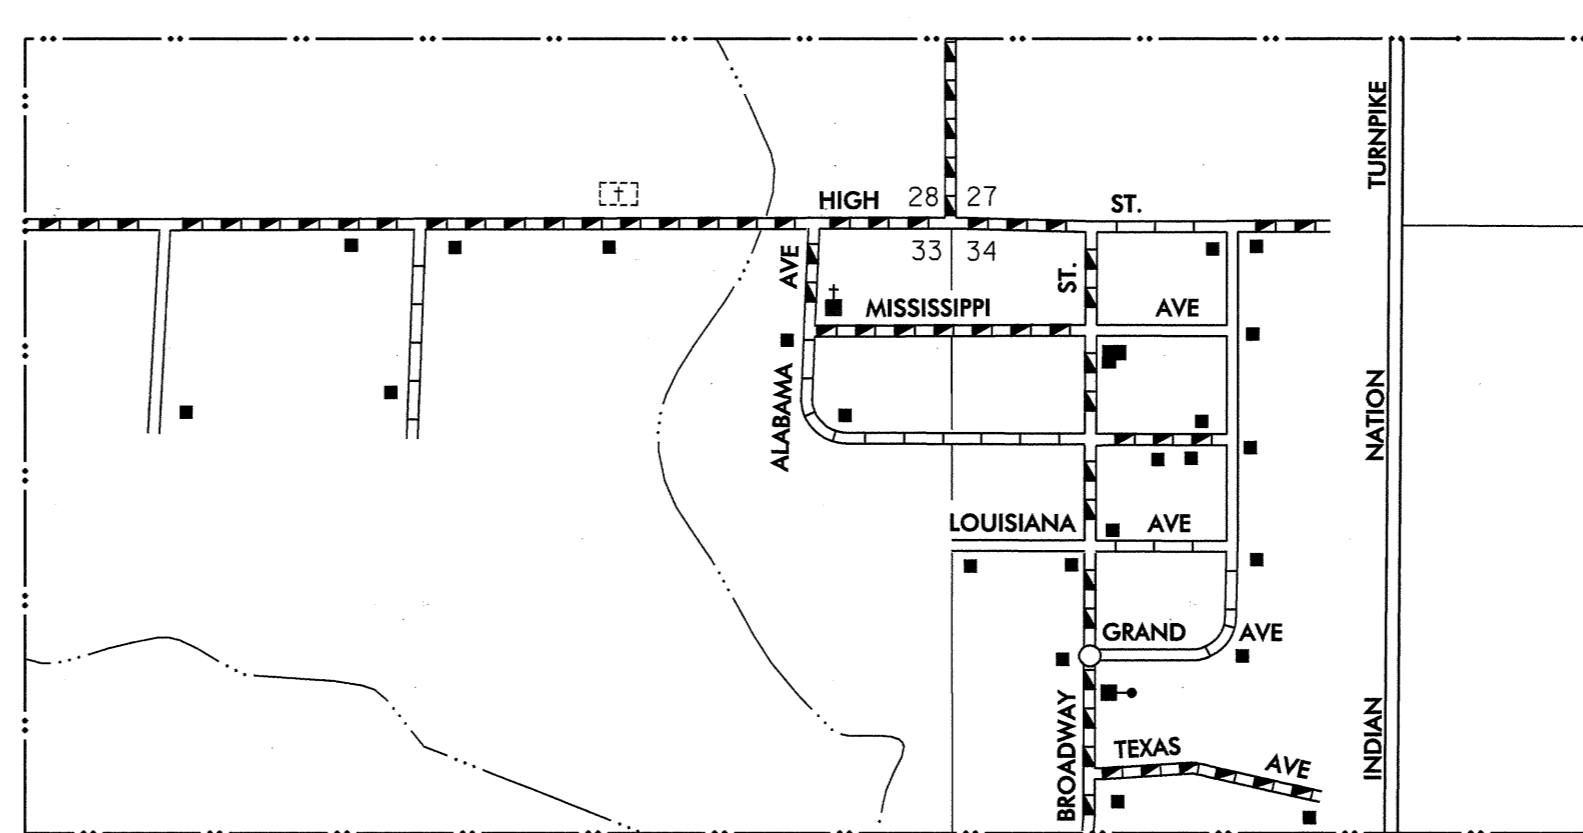 TURNPIKE
HIGH 28 27 ST.
33 34
AVE
ST.
MISSISSIPPI AVE
ALABAMA
NATION
LOUISIANA AVE
GRAND AVE
BROADWAY
INDIAN
TEXAS AVE